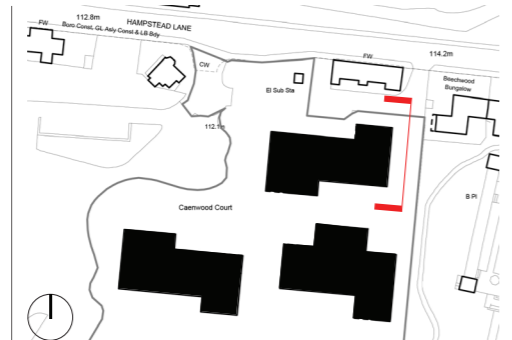 112.8m
FW
HAMPSTEAD LANE
Boro Const, GL Asly Const & LB Bdy
FW
114.2m
CW
El Sub Sta
Beechwood
Bungalow
112.1m
B Pl
Caenwood Court